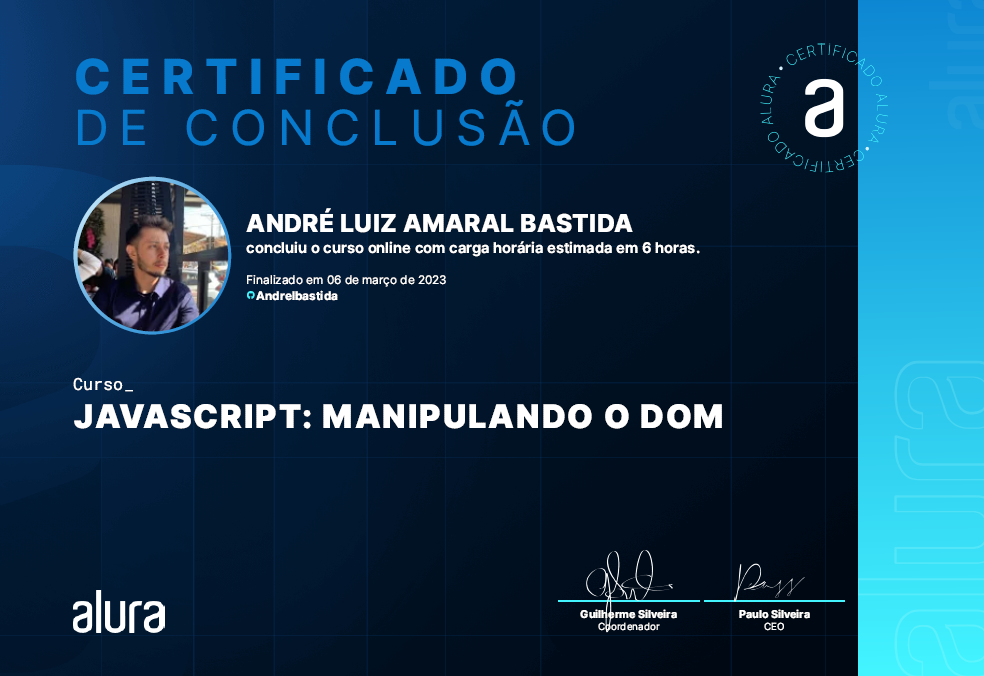 CERTIFICADO
DE CONCLUSÃO
• CERTIFICADO ALURA • CERTIFICADO ALURA
a
ANDRÉ LUIZ AMARAL BASTIDA
concluiu o curso online com carga horária estimada em 6 horas.
Finalizado em 06 de março de 2023
Andrelbastida
Curso_
JAVASCRIPT: MANIPULANDO O DOM
alura
Guilherme Silveira
Coordenador
Paulo Silveira
CEO
alura
alura